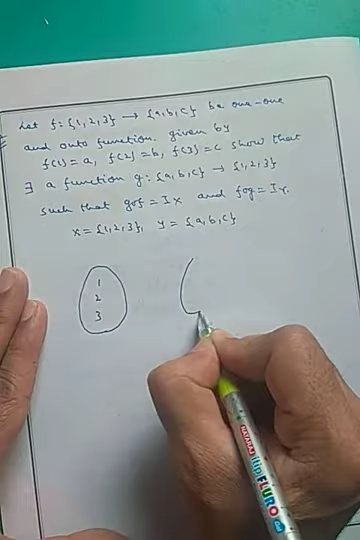 Let f: {1,2,3} → {a,b,c} be one-one
and onto function given by
f(1) = a, f(2) = b, f(3) = c show that
∃ a function g: {a,b,c} → {1,2,3}
such that gof = Ix and fog = Iy.
x = {1,2,3}, y = {a,b,c}
1
2
3
FLURO